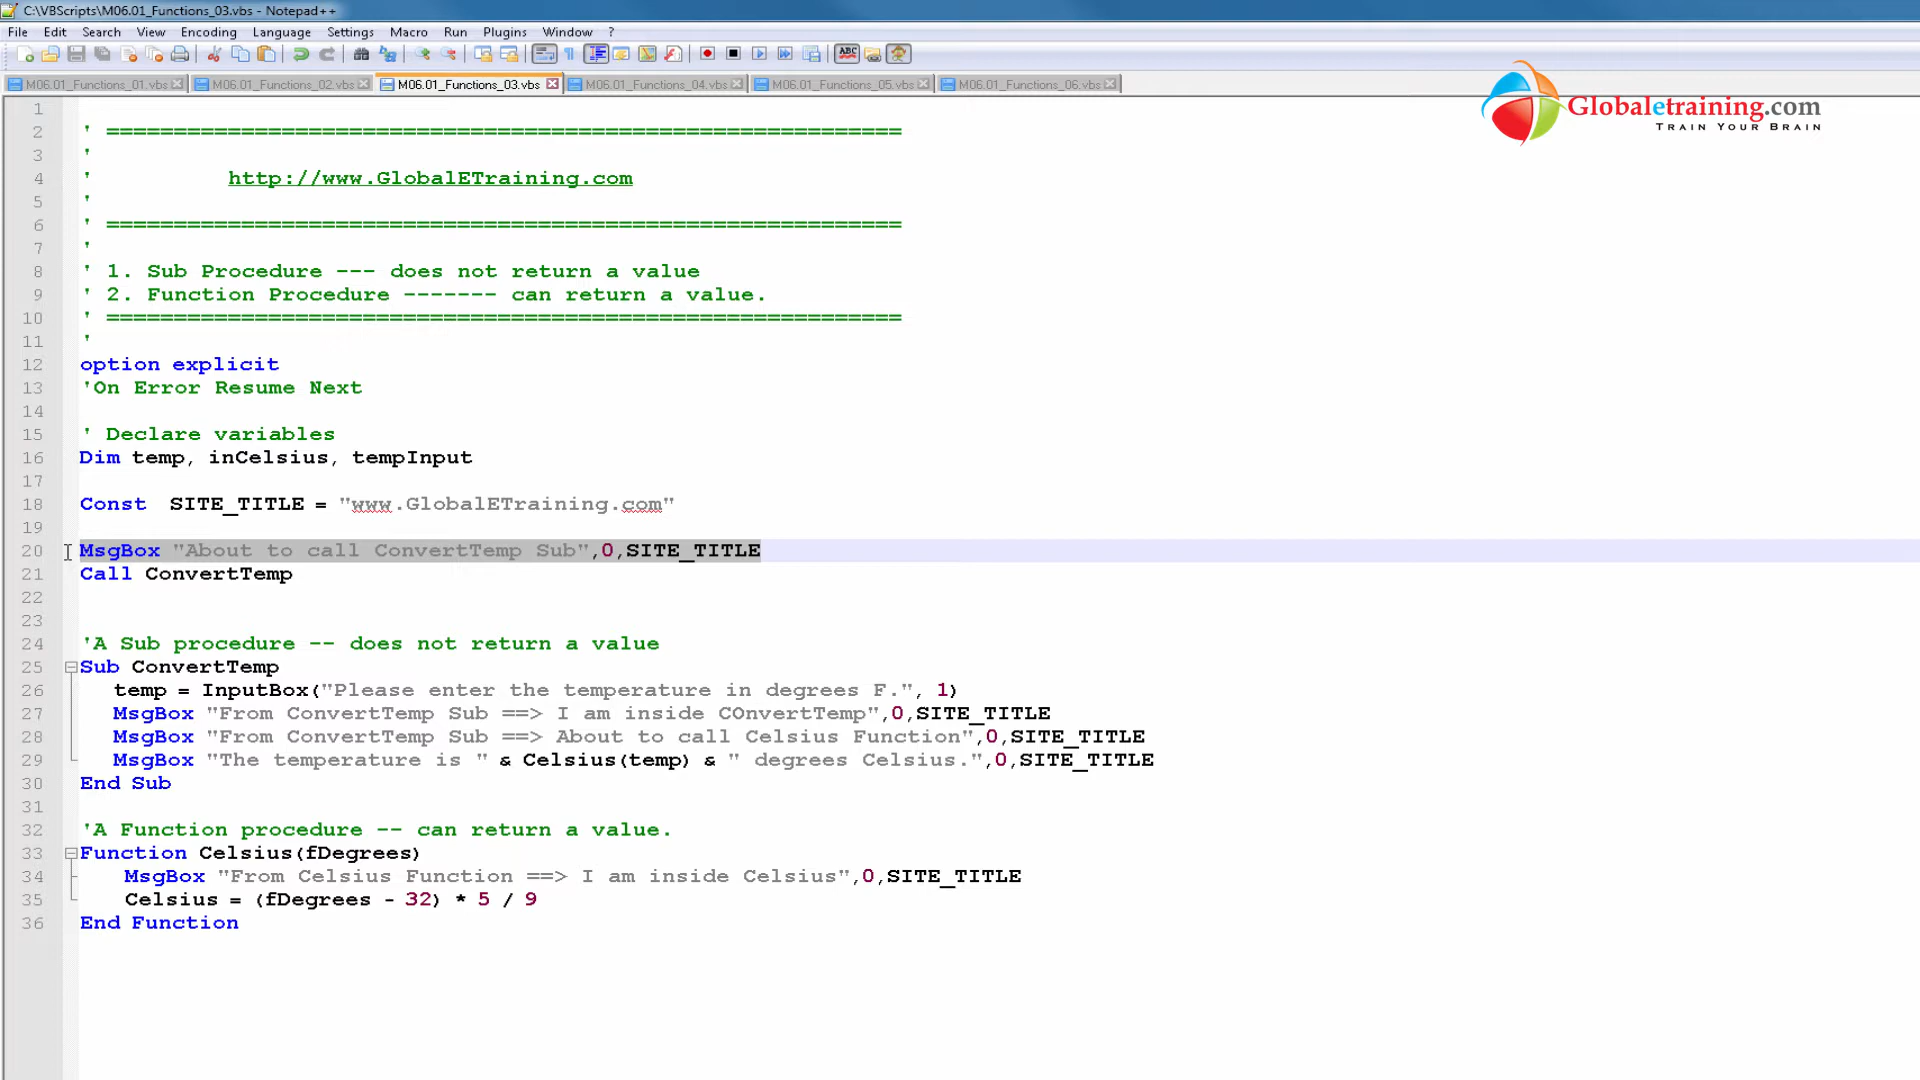 C:\VBScripts\M06.01_Functions_03.vbs - Notepad++
File Edit Search View Encoding Language Settings Macro Run Plugins Window ?
ABC
M06.01_Functions_01.vbs M06.01_Functions_02.vbs M06.01_Functions_03.vbs M06.01_Functions_04.vbs M06.01_Functions_05.vbs M06.01_Functions_06.vbs
Globaletraining.com
TRAIN YOUR BRAIN
1
2 ' ===========================================================
3 '
4 ' http://www.GlobalETraining.com
5 '
6 ' ===========================================================
7 '
8 ' 1. Sub Procedure --- does not return a value
9 ' 2. Function Procedure ------- can return a value.
10 ' ===========================================================
11 '
12 option explicit
13 'On Error Resume Next
14
15 ' Declare variables
16 Dim temp, inCelsius, tempInput
17
18 Const SITE_TITLE = "www.GlobalETraining.com"
19
20 MsgBox "About to call ConvertTemp Sub",0,SITE_TITLE
21 Call ConvertTemp
22
23
24 'A Sub procedure -- does not return a value
25 Sub ConvertTemp
26 temp = InputBox("Please enter the temperature in degrees F.", 1)
27 MsgBox "From ConvertTemp Sub ==> I am inside COnvertTemp",0,SITE_TITLE
28 MsgBox "From ConvertTemp Sub ==> About to call Celsius Function",0,SITE_TITLE
29 MsgBox "The temperature is " & Celsius(temp) & " degrees Celsius.",0,SITE_TITLE
30 End Sub
31
32 'A Function procedure -- can return a value.
33 Function Celsius(fDegrees)
34 MsgBox "From Celsius Function ==> I am inside Celsius",0,SITE_TITLE
35 Celsius = (fDegrees - 32) * 5 / 9
36 End Function